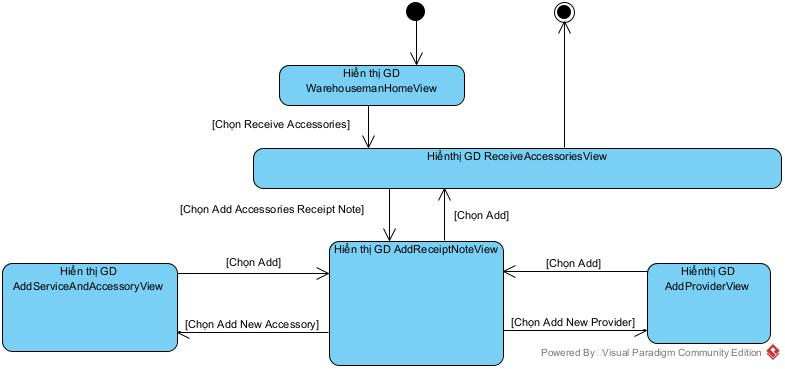 Hiển thị GD
WarehousemanHomeView
[Chọn Receive Accessories]
Hiểnthị GD ReceiveAccessoriesView
[Chọn Add Accessories Receipt Note]
[Chọn Add]
Hiển thị GD AddReceiptNoteView
[Chọn Add]
[Chọn Add]
Hiển thị GD
AddServiceAndAccessoryView
Hiểnthị GD
AddProviderView
[Chọn Add New Accessory]
[Chọn Add New Provider]
Powered By Visual Paradigm Community Edition